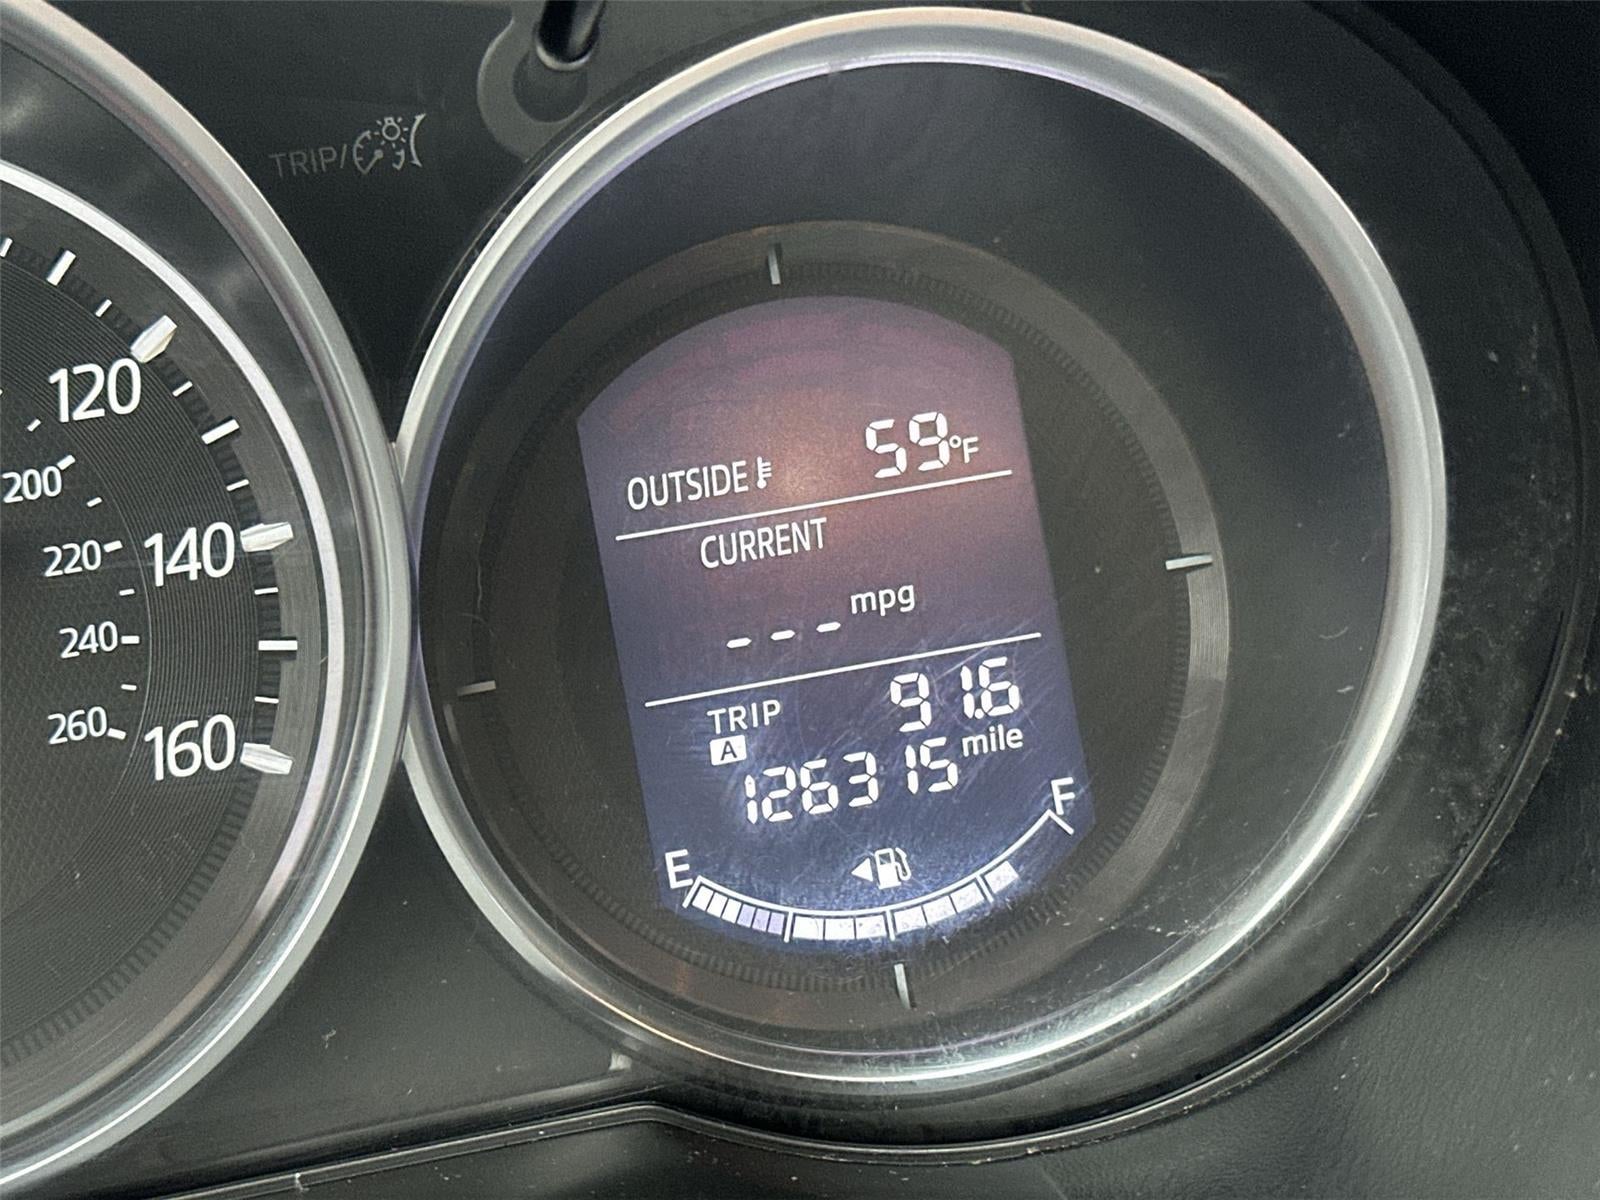 TRIP/
120
200
220
140
240
260
160
OUTSIDE 59°F
CURRENT
--- mpg
TRIP A 91.6
126315 mile
E F